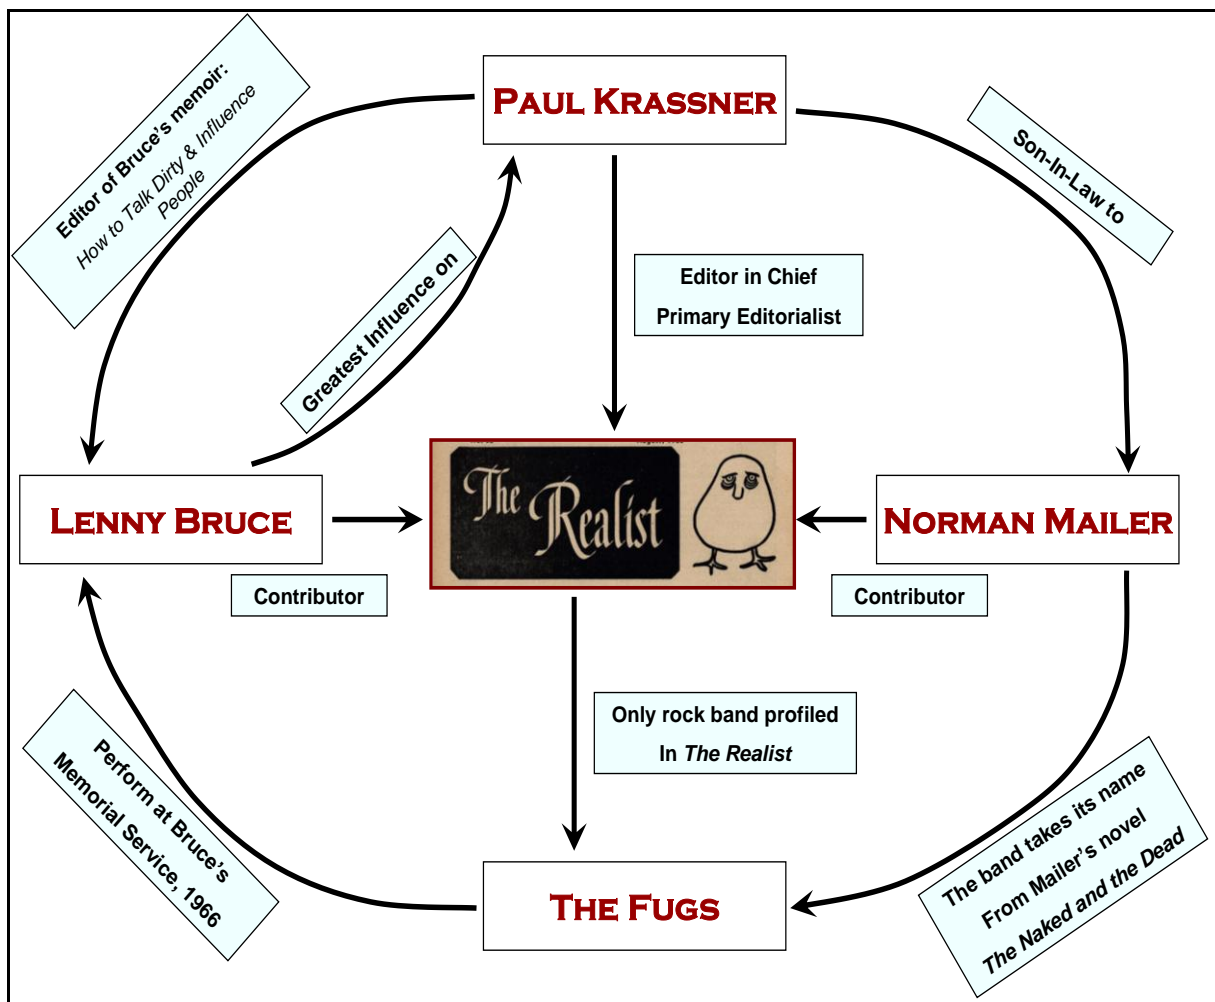 PAUL KRASSNER
Editor of Bruce's memoir:
How to Talk Dirty & Influence
People
Son-In-Law to
Greatest Influence on
Editor in Chief
Primary Editorialist
The Realist
LENNY BRUCE
NORMAN MAILER
Contributor
Contributor
Only rock band profiled
In The Realist
Perform at Bruce's
Memorial Service, 1966
The band takes its name
From Mailer's novel
The Naked and the Dead
THE FUGS